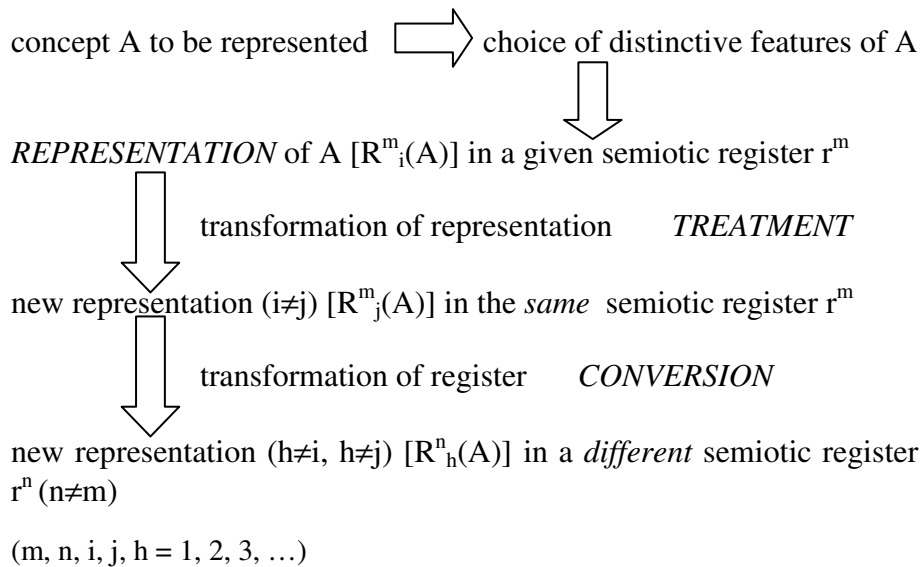 concept A to be represented choice of distinctive features of A
REPRESENTATION of A [R^m_i(A)] in a given semiotic register r^m
transformation of representation TREATMENT
new representation (i≠j) [R^m_j(A)] in the same semiotic register r^m
transformation of register CONVERSION
new representation (h≠i, h≠j) [R^n_h(A)] in a different semiotic register
r^n (n≠m)
(m, n, i, j, h = 1, 2, 3, …)